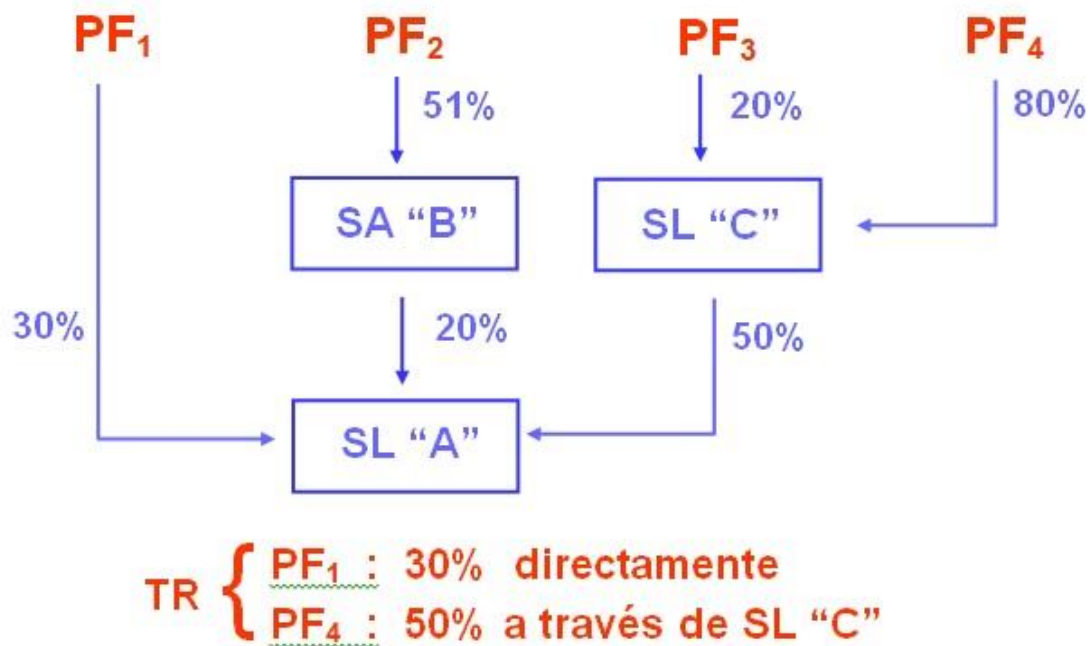 PF₁ PF₂ PF₃ PF₄
51% 20% 80%
SA “B” SL “C”
30% 20% 50%
SL “A”
TR { PF₁ : 30% directamente
PF₄ : 50% a través de SL “C”